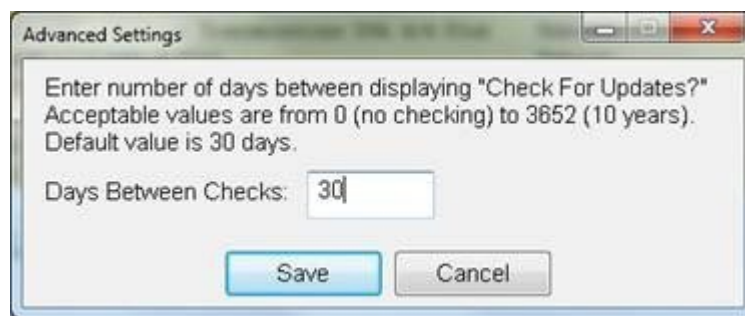 Advanced Settings
Enter number of days between displaying "Check For Updates?"
Acceptable values are from 0 (no checking) to 3652 (10 years).
Default value is 30 days.
Days Between Checks: 30
Save Cancel